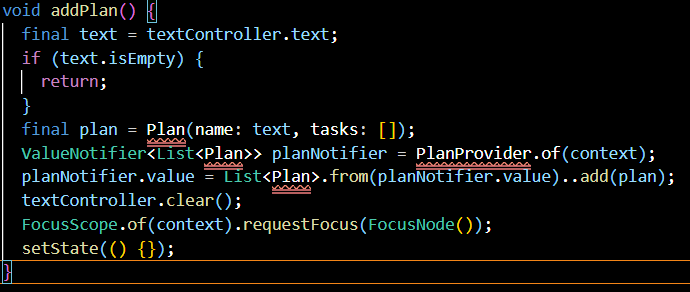 void addPlan() {
  final text = textController.text;
  if (text.isEmpty) {
    return;
  }
  final plan = Plan(name: text, tasks: []);
  ValueNotifier<List<Plan>> planNotifier = PlanProvider.of(context);
  planNotifier.value = List<Plan>.from(planNotifier.value)..add(plan);
  textController.clear();
  FocusScope.of(context).requestFocus(FocusNode());
  setState(() {});
}